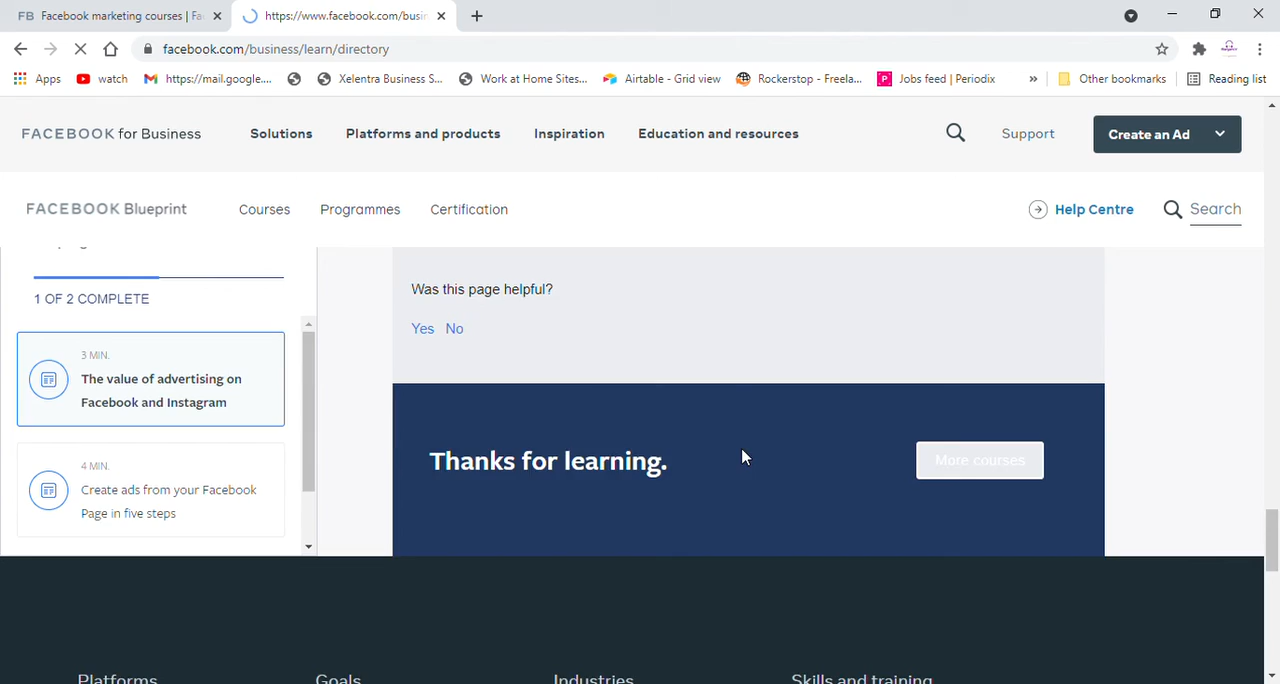 FB Facebook marketing courses | Fa
https://www.facebook.com/busin
facebook.com/business/learn/directory
Apps watch https://mail.google.... Xelentra Business S... Work at Home Sites... Airtable - Grid view Rockerstop - Freela... P Jobs feed | Periodix » Other bookmarks Reading list
FACEBOOK for Business Solutions Platforms and products Inspiration Education and resources Support Create an Ad
FACEBOOK Blueprint Courses Programmes Certification Help Centre Search
1 OF 2 COMPLETE
3 MIN.
The value of advertising on
Facebook and Instagram
4 MIN.
Create ads from your Facebook
Page in five steps
Was this page helpful?
Yes No
Thanks for learning.
More courses
Platforms Goals Industries Skills and training